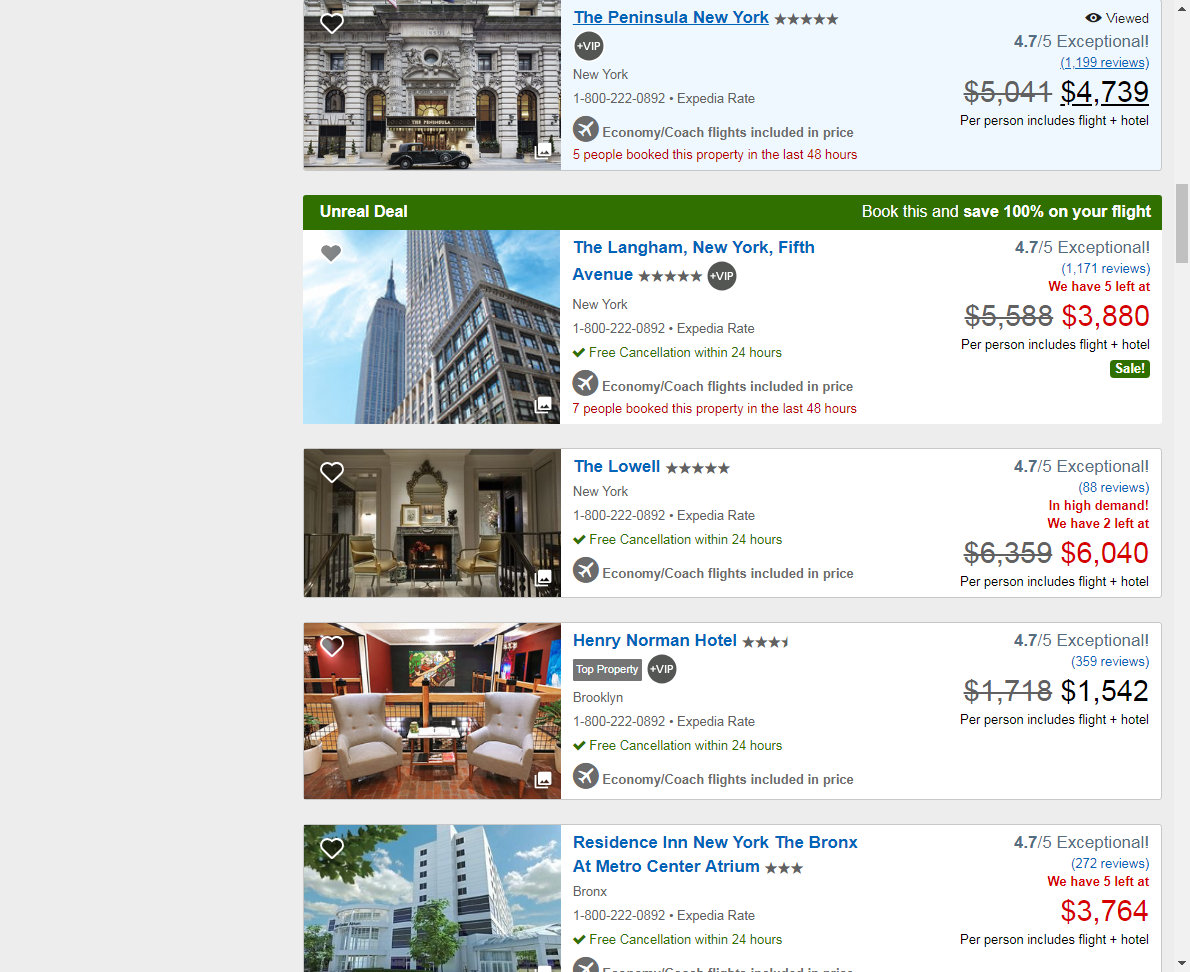 The Peninsula New York
Viewed
+VIP
4.7/5 Exceptional!
(1,199 reviews)
New York
$5,041 $4,739
1-800-222-0892 • Expedia Rate
Per person includes flight + hotel
Economy/Coach flights included in price
5 people booked this property in the last 48 hours
THE PENINSULA
Unreal Deal
Book this and save 100% on your flight
The Langham, New York, Fifth
Avenue
+VIP
4.7/5 Exceptional!
(1,171 reviews)
We have 5 left at
New York
$5,588 $3,880
1-800-222-0892 • Expedia Rate
Per person includes flight + hotel
Free Cancellation within 24 hours
Sale!
Economy/Coach flights included in price
7 people booked this property in the last 48 hours
The Lowell
4.7/5 Exceptional!
(88 reviews)
New York
In high demand!
1-800-222-0892 • Expedia Rate
We have 2 left at
Free Cancellation within 24 hours
$6,359 $6,040
Economy/Coach flights included in price
Per person includes flight + hotel
Henry Norman Hotel
4.7/5 Exceptional!
(359 reviews)
Top Property
+VIP
Brooklyn
$1,718 $1,542
1-800-222-0892 • Expedia Rate
Per person includes flight + hotel
Free Cancellation within 24 hours
Economy/Coach flights included in price
Residence Inn New York The Bronx
At Metro Center Atrium
4.7/5 Exceptional!
(272 reviews)
We have 5 left at
Bronx
$3,764
1-800-222-0892 • Expedia Rate
Per person includes flight + hotel
Free Cancellation within 24 hours
Economy/Coach flights included in price